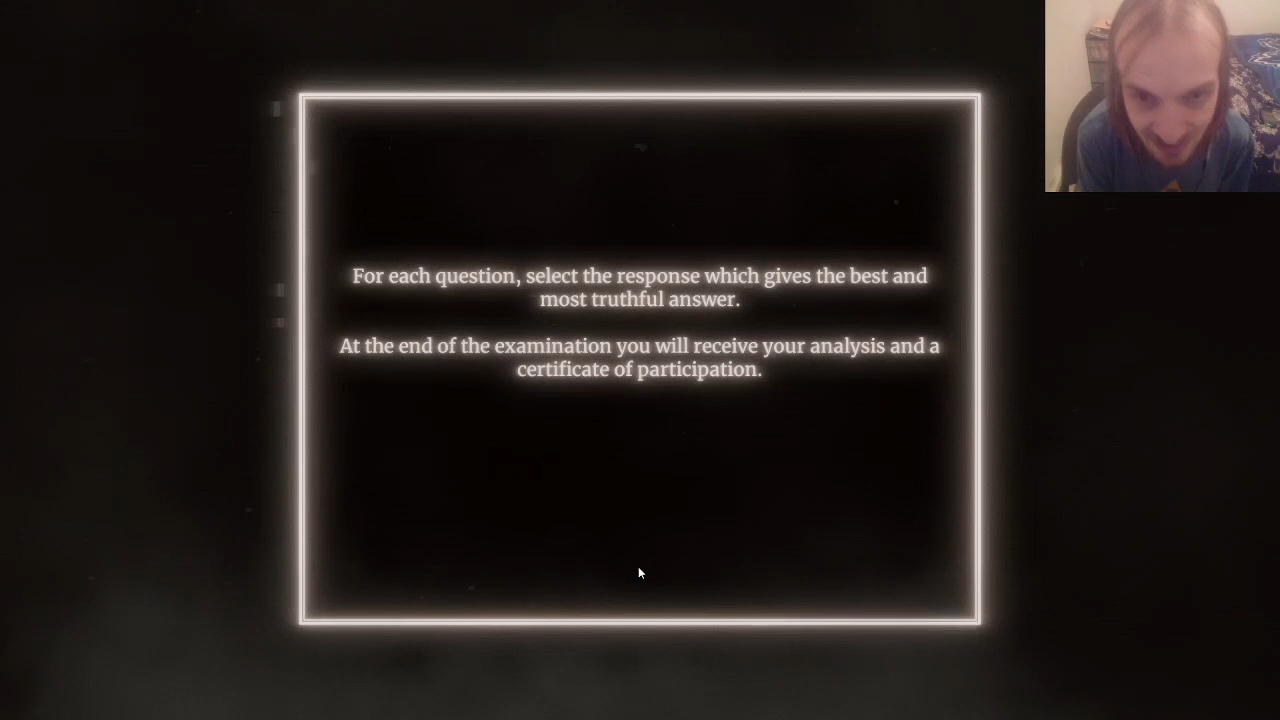 For each question, select the response which gives the best and
most truthful answer.
At the end of the examination you will receive your analysis and a
certificate of participation.